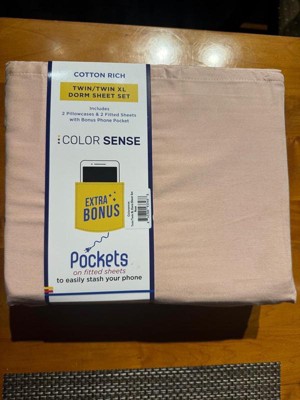 COTTON RICH
TWIN/TWIN XL
DORM SHEET SET
Includes
2 Pillowcases & 2 Fitted Sheets
with Bonus Phone Pocket
COLOR SENSE
EXTRA
BONUS
Pockets
on fitted sheets
to easily stash your phone